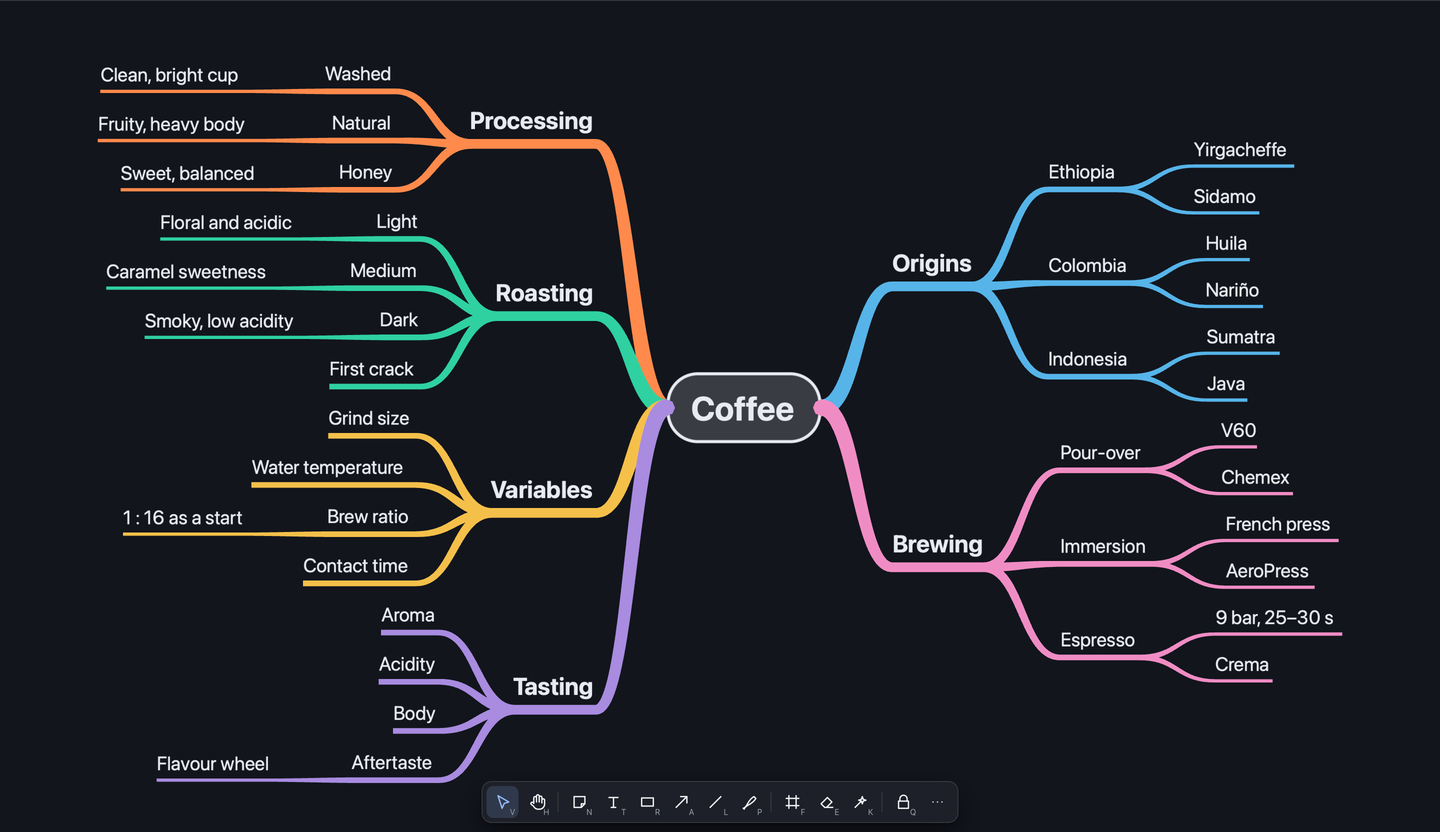 Coffee
Processing
Washed
Clean, bright cup
Natural
Fruity, heavy body
Honey
Sweet, balanced
Roasting
Light
Floral and acidic
Medium
Caramel sweetness
Dark
Smoky, low acidity
First crack
Variables
Grind size
Water temperature
Brew ratio
1 : 16 as a start
Contact time
Tasting
Aroma
Acidity
Body
Aftertaste
Flavour wheel
Origins
Ethiopia
Yirgacheffe
Sidamo
Colombia
Huila
Nariño
Indonesia
Sumatra
Java
Brewing
Pour-over
V60
Chemex
Immersion
French press
AeroPress
Espresso
9 bar, 25–30 s
Crema
V H N T R A L P F E K Q